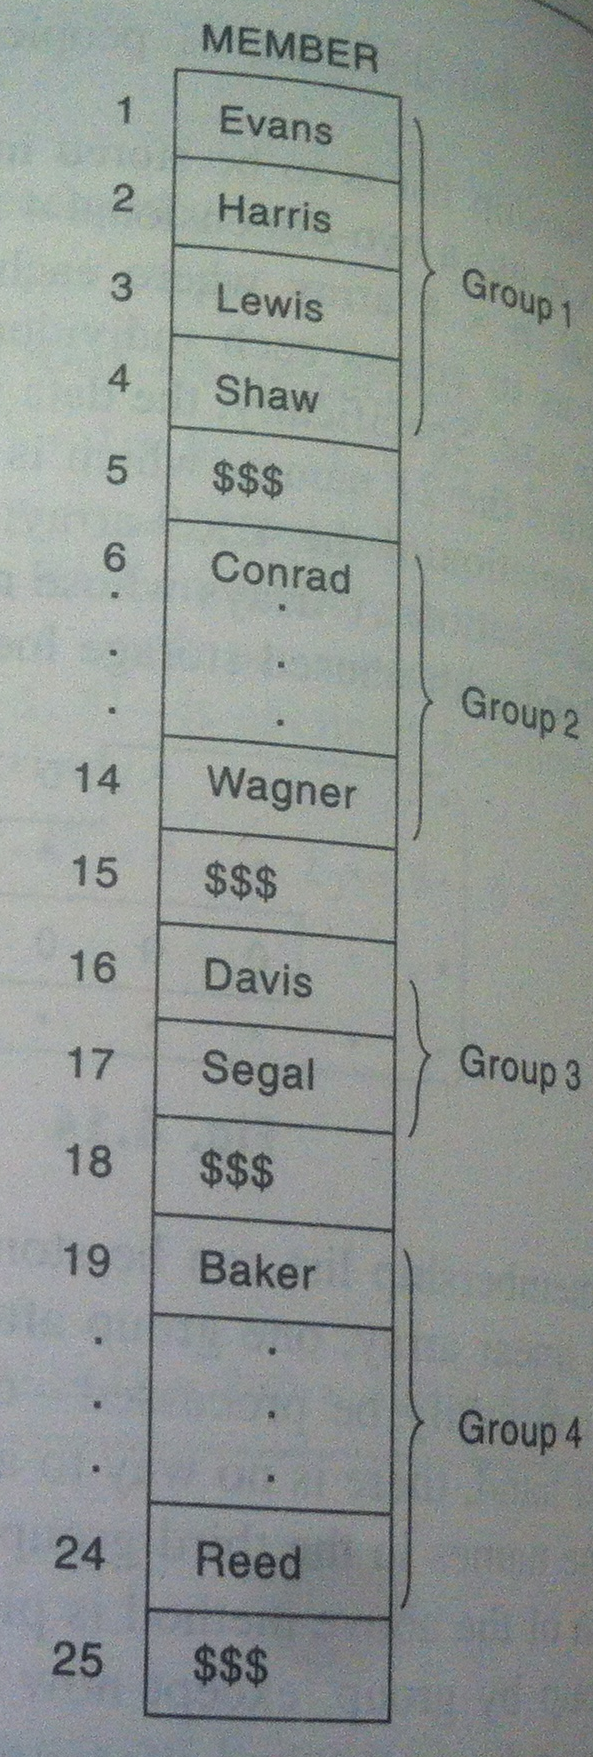 MEMBER
1 Evans
2 Harris
Group 1
3 Lewis
4 Shaw
5 $$$
6 Conrad
. .
. .
Group 2
. .
14 Wagner
15 $$$
16 Davis
Group 3
17 Segal
18 $$$
19 Baker
. .
. .
Group 4
. .
24 Reed
25 $$$